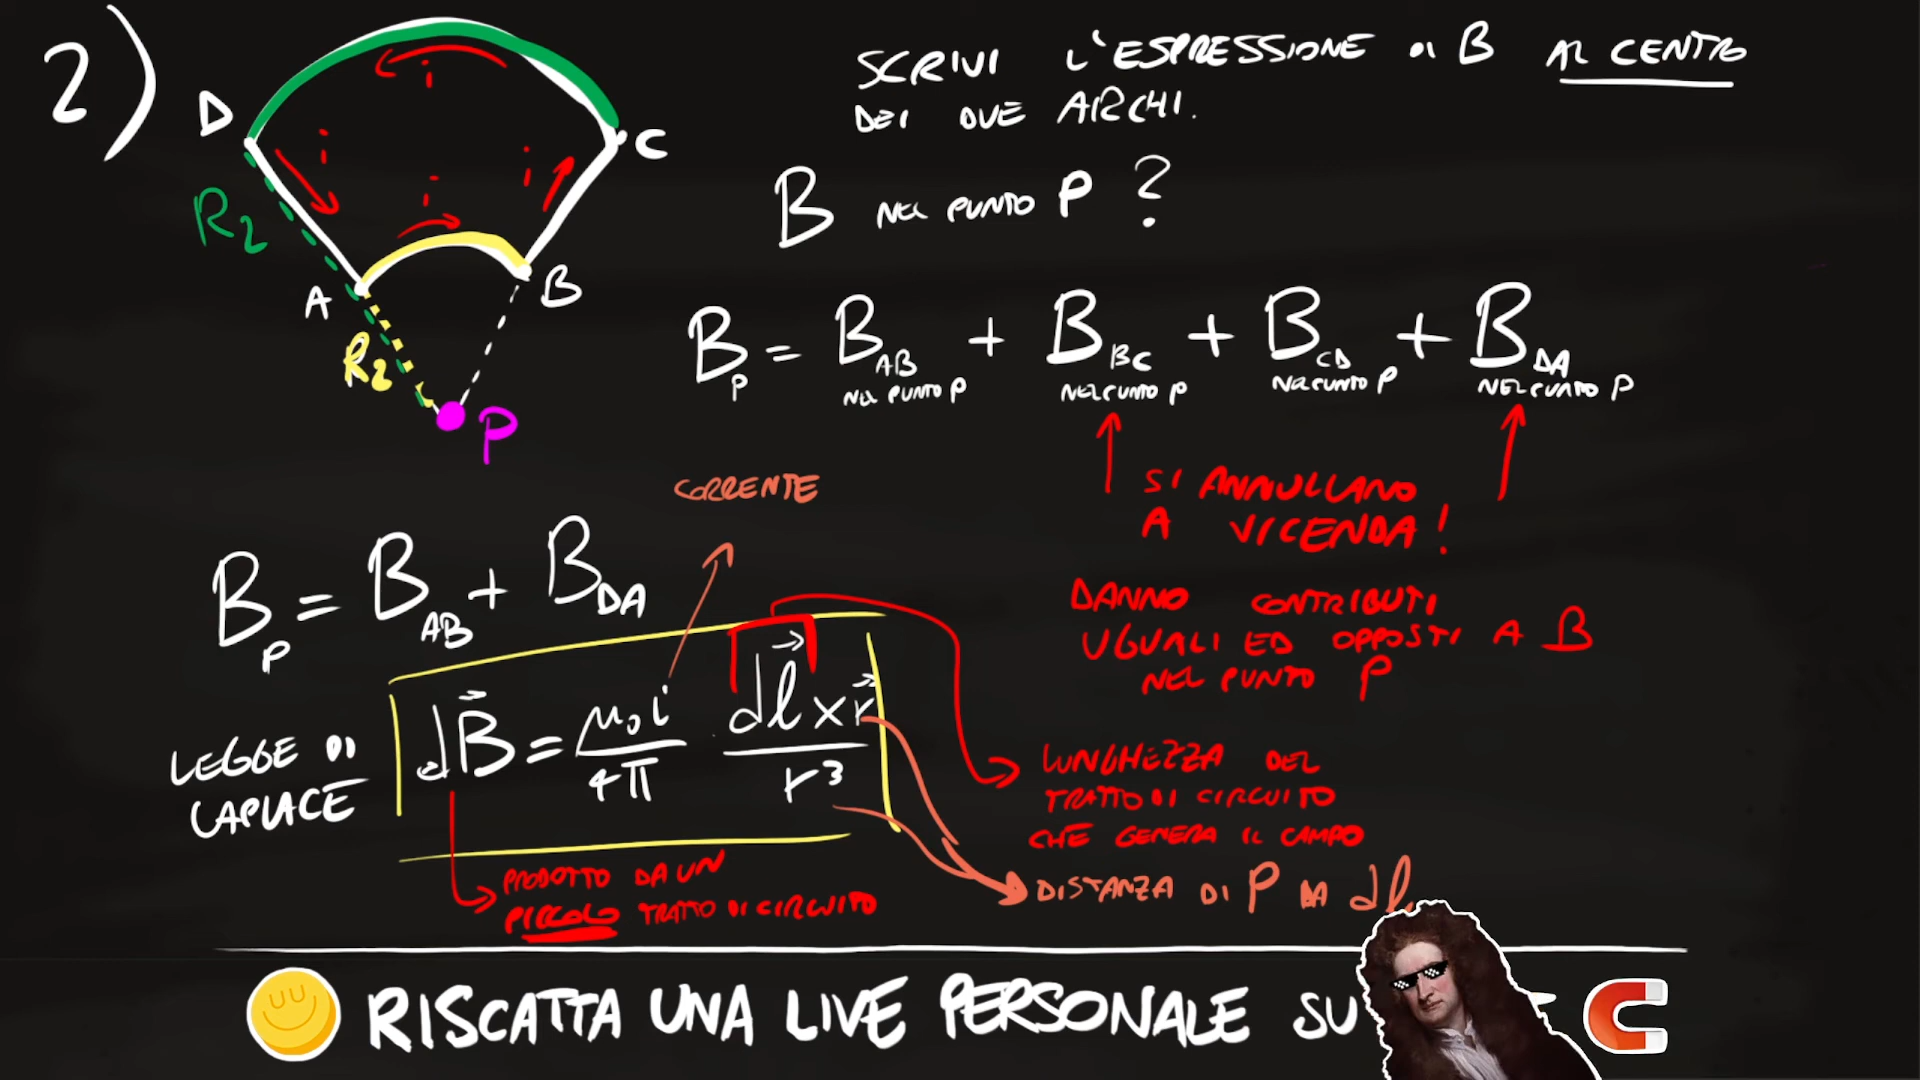 2)
SCRIVI L'ESPRESSIONE DI B AL CENTRO
DEI DUE ARCHI.
D
i
C
i
i
i
R2
A
B
R2
P
B NEL PUNTO P ?
BP = BAB + BBC + BCD + BDA
NEL PUNTO P NEL PUNTO P NEL PUNTO P NEL PUNTO P
SI ANNULLANO
A VICENDA!
CORRENTE
BP = BAB + BDA
DANNO CONTRIBUTI
UGUALI ED OPPOSTI A B
NEL PUNTO P
LEGGE DI
LAPLACE
dB⃗ = μ₀i/4π · dl⃗ × r⃗/r³
LUNGHEZZA DEL
TRATTO DI CIRCUITO
CHE GENERA IL CAMPO
PRODOTTO DA UN
PICCOLO TRATTO DI CIRCUITO
DISTANZA DI P DA dl
RISCATTA UNA LIVE PERSONALE SU